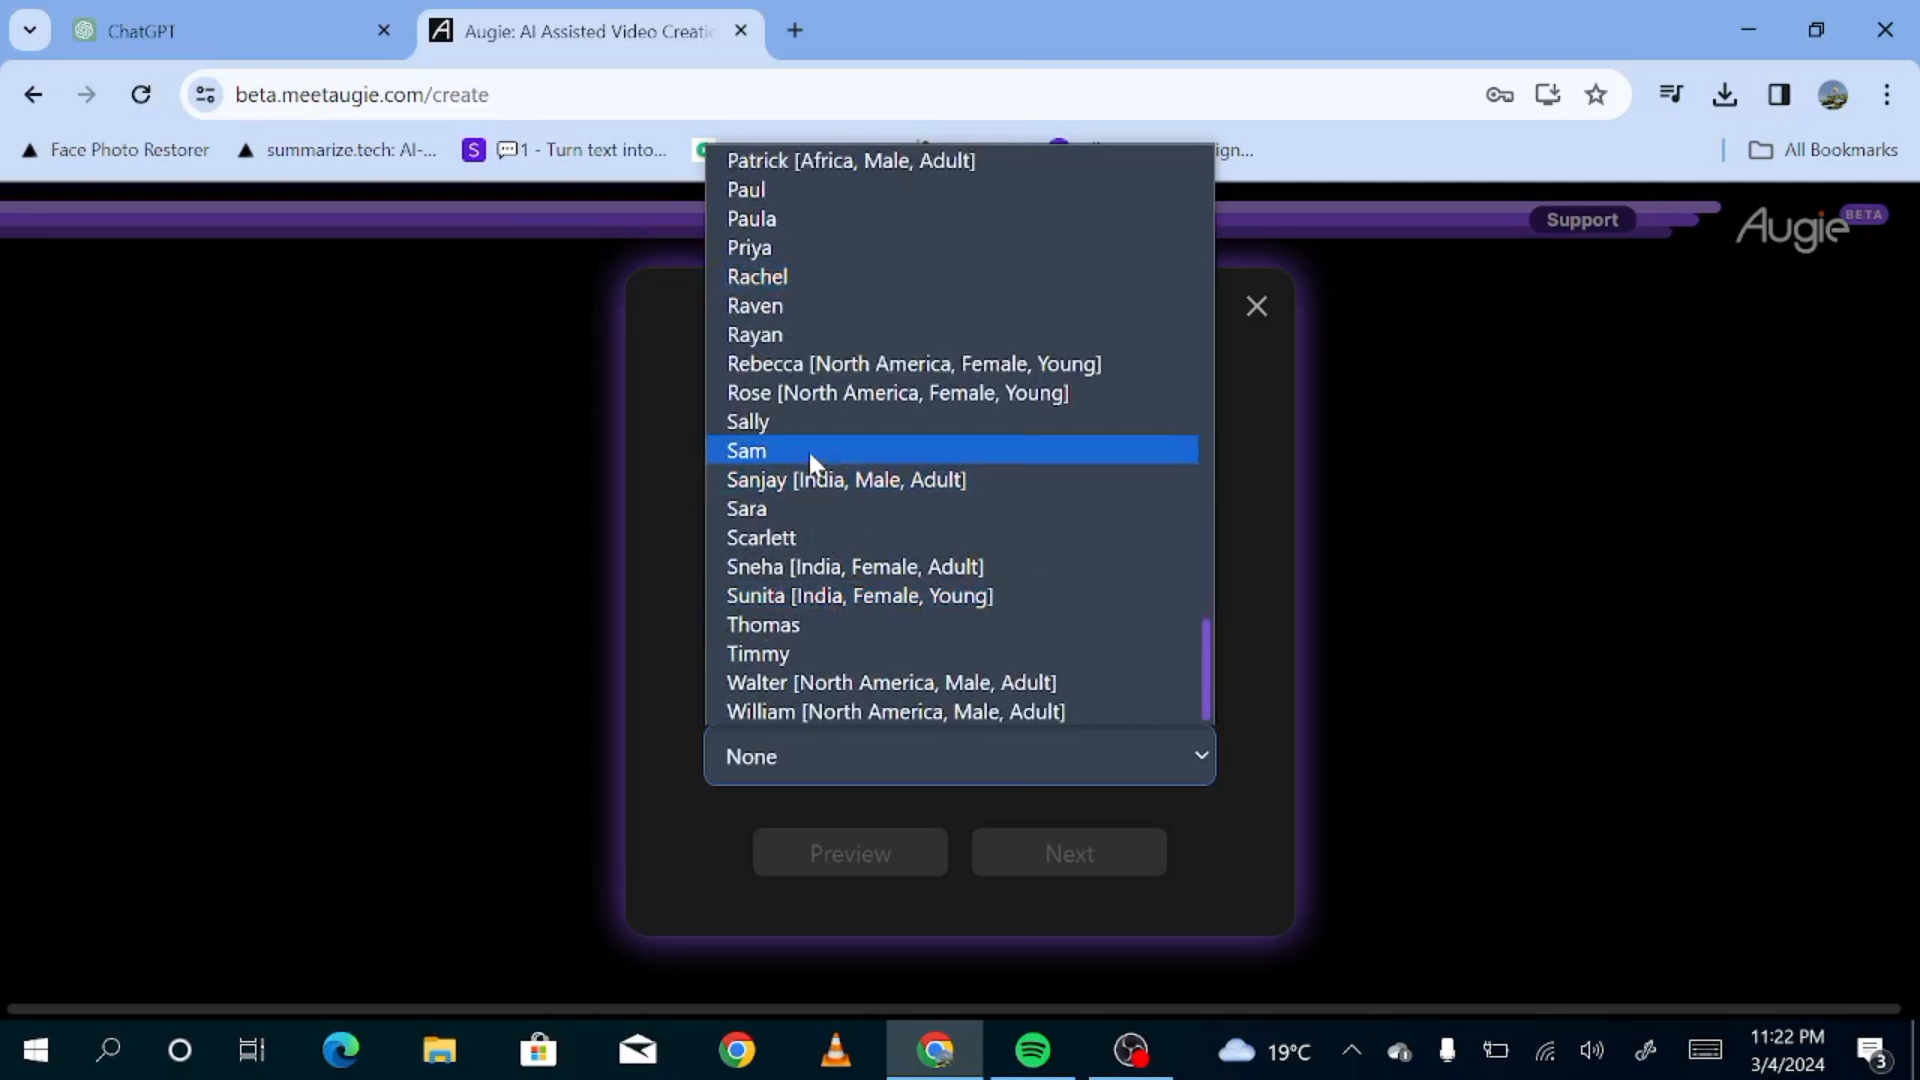 ChatGPT
Augie: AI Assisted Video Creatic
beta.meetaugie.com/create
Face Photo Restorer
summarize.tech: AI-...
S
1 - Turn text into...
ign...
All Bookmarks
Support
Augie BETA
Patrick [Africa, Male, Adult]
Paul
Paula
Priya
Rachel
Raven
Rayan
Rebecca [North America, Female, Young]
Rose [North America, Female, Young]
Sally
Sam
Sanjay [India, Male, Adult]
Sara
Scarlett
Sneha [India, Female, Adult]
Sunita [India, Female, Young]
Thomas
Timmy
Walter [North America, Male, Adult]
William [North America, Male, Adult]
None
Preview
Next
19°C
11:22 PM
3/4/2024
3